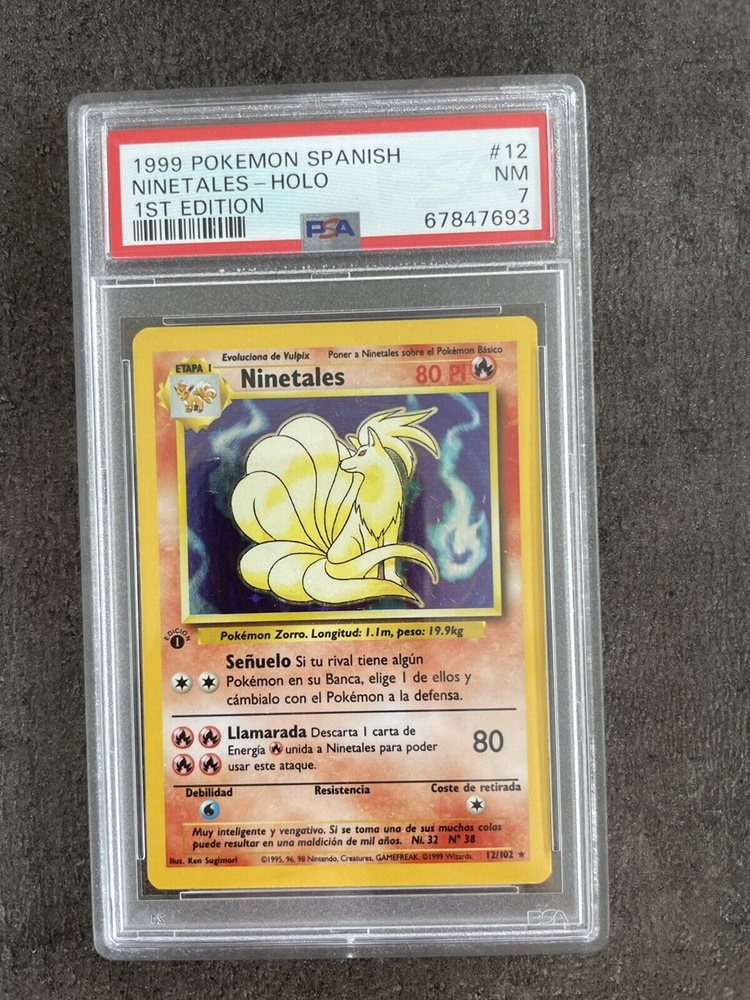 1999 POKEMON SPANISH #12
NINETALES-HOLO NM
1ST EDITION 7
PSA 67847693
Evoluciona de Vulpix Poner a Ninetales sobre el Pokémon Básico
ETAPA 1
Ninetales 80 PI
EDICION
1
Pokémon Zorro. Longitud: 1.1m, peso: 19.9kg
Señuelo Si tu rival tiene algún
Pokémon en su Banca, elige 1 de ellos y
cámbialo con el Pokémon a la defensa.
Llamarada Descarta 1 carta de
Energía unida a Ninetales para poder 80
usar este ataque.
Debilidad Resistencia Coste de retirada
Muy inteligente y vengativo. Si se toma una de sus muchas colas
puede resultar en una maldición de mil años. Ni. 32 N° 38
Ilus. Ken Sugimori ©1995, 96, 98 Nintendo, Creatures, GAMEFREAK. ©1999 Wizards. 12/102 ★
PSA